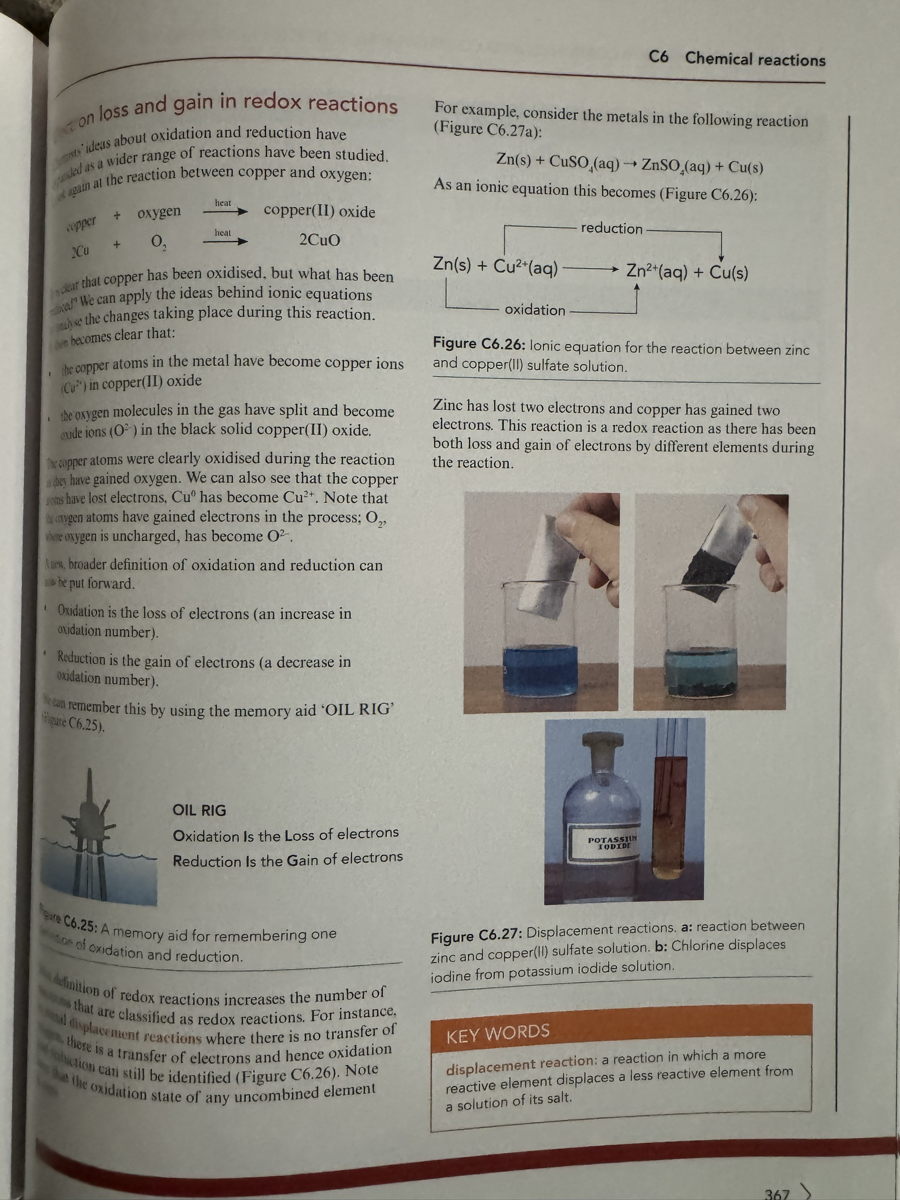 C6 Chemical reactions
on loss and gain in redox reactions
ideas about oxidation and reduction have
as a wider range of reactions have been studied.
again at the reaction between copper and oxygen:
copper + oxygen heat → copper(II) oxide
2Cu + O₂ heat → 2CuO
clear that copper has been oxidised, but what has been
We can apply the ideas behind ionic equations
the changes taking place during this reaction.
becomes clear that:
• the copper atoms in the metal have become copper ions
(Cu²⁺) in copper(II) oxide
• the oxygen molecules in the gas have split and become
oxide ions (O²⁻) in the black solid copper(II) oxide.
The copper atoms were clearly oxidised during the reaction
as they have gained oxygen. We can also see that the copper
atoms have lost electrons, Cu⁰ has become Cu²⁺. Note that
the oxygen atoms have gained electrons in the process; O₂,
where oxygen is uncharged, has become O²⁻.
A new, broader definition of oxidation and reduction can
now be put forward.
• Oxidation is the loss of electrons (an increase in
oxidation number).
• Reduction is the gain of electrons (a decrease in
oxidation number).
We can remember this by using the memory aid ‘OIL RIG’
(Figure C6.25).
OIL RIG
Oxidation Is the Loss of electrons
Reduction Is the Gain of electrons
Figure C6.25: A memory aid for remembering one
of oxidation and reduction.
definition of redox reactions increases the number of
that are classified as redox reactions. For instance,
displacement reactions where there is no transfer of
there is a transfer of electrons and hence oxidation
can still be identified (Figure C6.26). Note
that the oxidation state of any uncombined element
For example, consider the metals in the following reaction
(Figure C6.27a):
Zn(s) + CuSO₄(aq) → ZnSO₄(aq) + Cu(s)
As an ionic equation this becomes (Figure C6.26):
reduction
Zn(s) + Cu²⁺(aq) → Zn²⁺(aq) + Cu(s)
oxidation
Figure C6.26: Ionic equation for the reaction between zinc
and copper(II) sulfate solution.
Zinc has lost two electrons and copper has gained two
electrons. This reaction is a redox reaction as there has been
both loss and gain of electrons by different elements during
the reaction.
POTASSIUM
IODIDE
Figure C6.27: Displacement reactions. a: reaction between
zinc and copper(II) sulfate solution. b: Chlorine displaces
iodine from potassium iodide solution.
KEY WORDS
displacement reaction: a reaction in which a more
reactive element displaces a less reactive element from
a solution of its salt.
367 〉